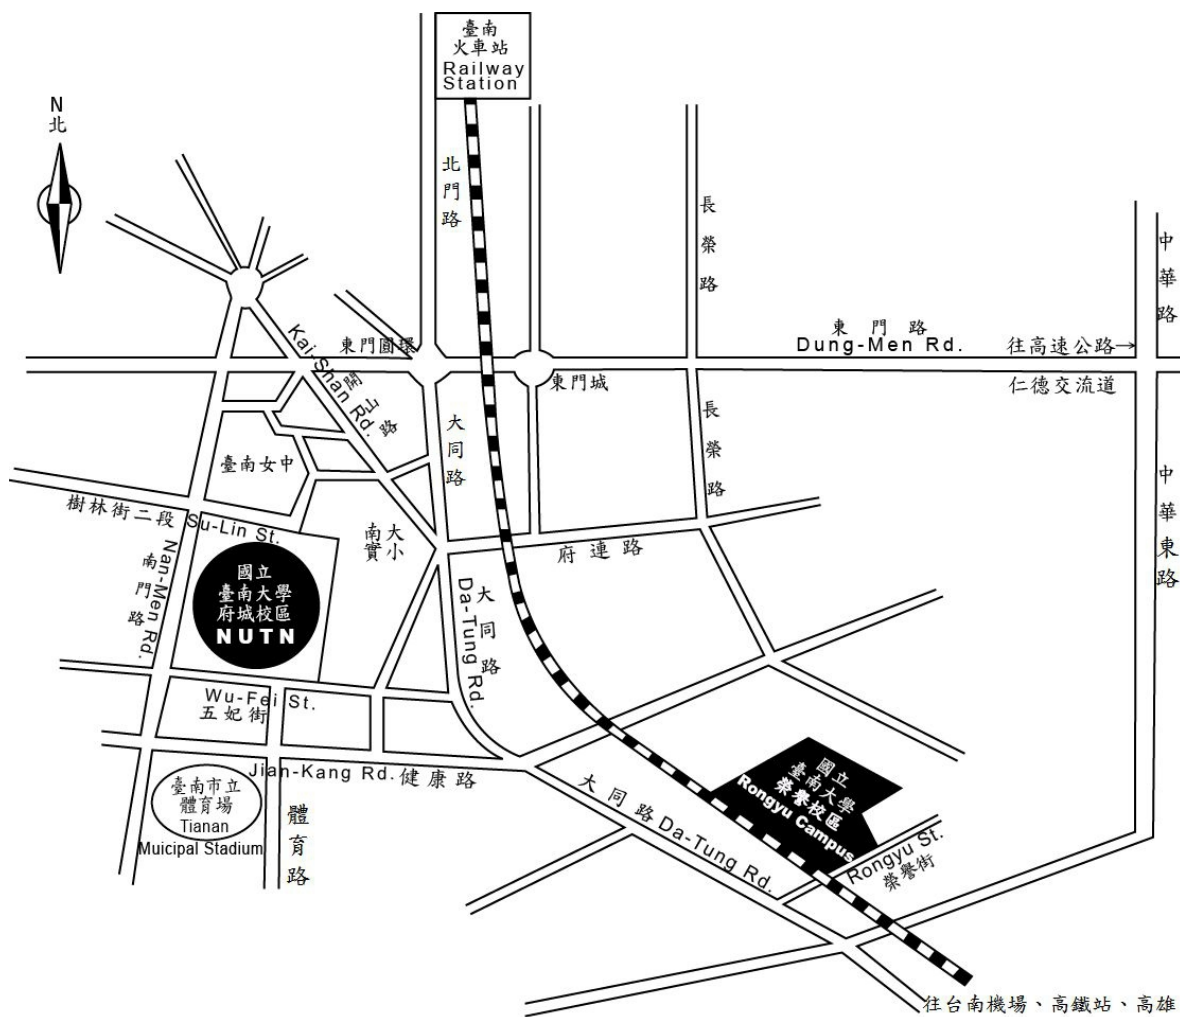 臺南
火車站
Railway
Station
N
北
北門路
長榮路
中華路
東門路
Dung-Men Rd.
往高速公路→
仁德交流道
東門圓環
東門城
Kai-Shan Rd.
開山路
大同路
長榮路
中華東路
臺南女中
樹林街二段 Su-Lin St.
南大
實小
府連路
Nan-Men Rd.
南門路
國立
臺南大學
府城校區
NUTN
大同路
Da-Tung Rd.
Wu-Fei St.
五妃街
Jian-Kang Rd. 健康路
臺南市立
體育場
Tianan
Muicipal Stadium
體育路
大同路 Da-Tung Rd.
國立
臺南大學
榮譽校區
Rongyu Campus
Rongyu St.
榮譽街
往台南機場、高鐵站、高雄